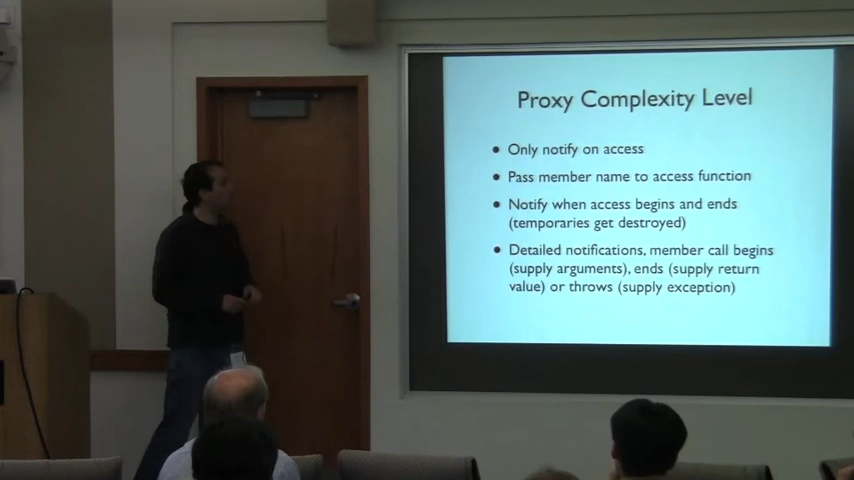 Proxy Complexity Level
• Only notify on access
• Pass member name to access function
• Notify when access begins and ends
(temporaries get destroyed)
• Detailed notifications, member call begins
(supply arguments), ends (supply return
value) or throws (supply exception)